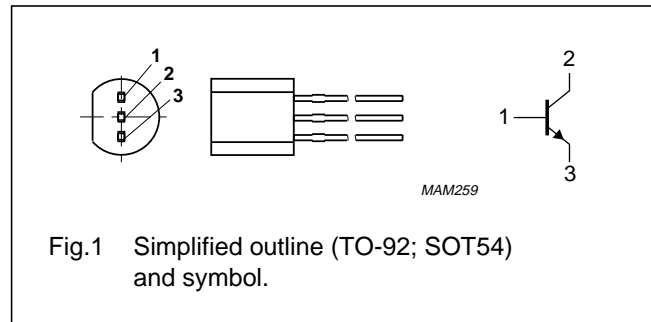 1
2
3
2
1
3
MAM259
Fig.1 Simplified outline (TO-92; SOT54)
and symbol.